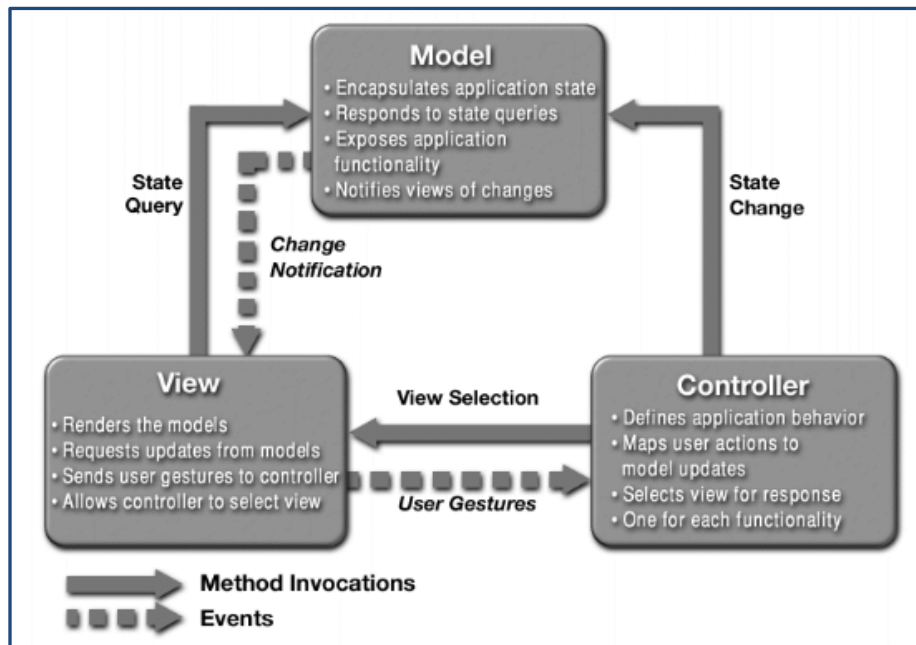 Model
• Encapsulates application state
• Responds to state queries
• Exposes application
functionality
• Notifies views of changes
State
Query
Change
Notification
State
Change
View
• Renders the models
• Requests updates from models
• Sends user gestures to controller
• Allows controller to select view
View Selection
User Gestures
Controller
• Defines application behavior
• Maps user actions to
model updates
• Selects view for response
• One for each functionality
Method Invocations
Events